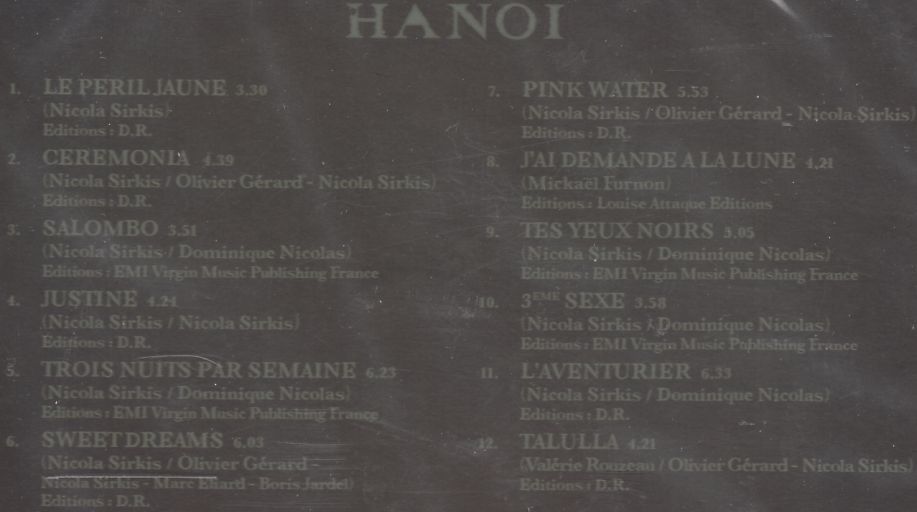 HANOI
1. LE PERIL JAUNE 3.30
(Nicola Sirkis)
Editions : D.R.
2. CEREMONIA 4.39
(Nicola Sirkis / Olivier Gérard - Nicola Sirkis)
Editions : D.R.
3. SALOMBO 3.51
(Nicola Sirkis / Dominique Nicolas)
Editions : EMI Virgin Music Publishing France
4. JUSTINE 4.24
(Nicola Sirkis / Nicola Sirkis)
Editions : D.R.
5. TROIS NUITS PAR SEMAINE 6.23
(Nicola Sirkis / Dominique Nicolas)
Editions : EMI Virgin Music Publishing France
6. SWEET DREAMS 6.03
(Nicola Sirkis / Olivier Gérard -
Nicola Sirkis - Marc Eliard - Boris Jardel)
Editions : D.R.
7. PINK WATER 5.53
(Nicola Sirkis / Olivier Gérard - Nicola Sirkis)
Editions : D.R.
8. J'AI DEMANDE A LA LUNE 4.21
(Mickaël Furnon)
Editions : Louise Attaque Editions
9. TES YEUX NOIRS 5.05
(Nicola Sirkis / Dominique Nicolas)
Editions : EMI Virgin Music Publishing France
10. 3EME SEXE 3.58
(Nicola Sirkis / Dominique Nicolas)
Editions : EMI Virgin Music Publishing France
11. L'AVENTURIER 6.33
(Nicola Sirkis / Dominique Nicolas)
Editions : D.R.
12. TALULLA 4.21
(Valérie Rouzeau / Olivier Gérard - Nicola Sirkis)
Editions : D.R.